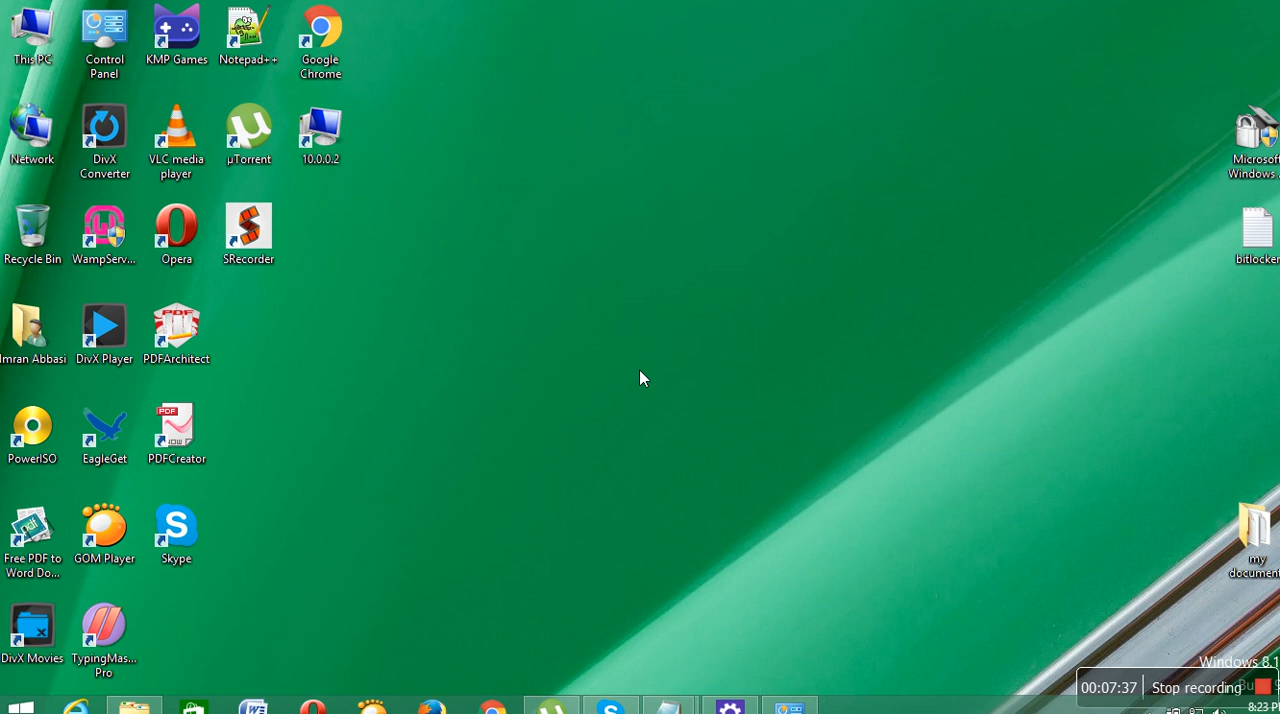 This PC
Control
Panel
KMP Games
Notepad++
Google
Chrome
Network
DivX
Converter
VLC media
player
µTorrent
10.0.0.2
Microsoft
Windows
Recycle Bin
WampServ...
Opera
SRecorder
bitlocker
Imran Abbasi
DivX Player
PDFArchitect
PowerISO
EagleGet
PDFCreator
Free PDF to
Word Do...
GOM Player
Skype
my
document
DivX Movies
TypingMas...
Pro
Windows 8.1
00:07:37
Stop recording
8:23 P